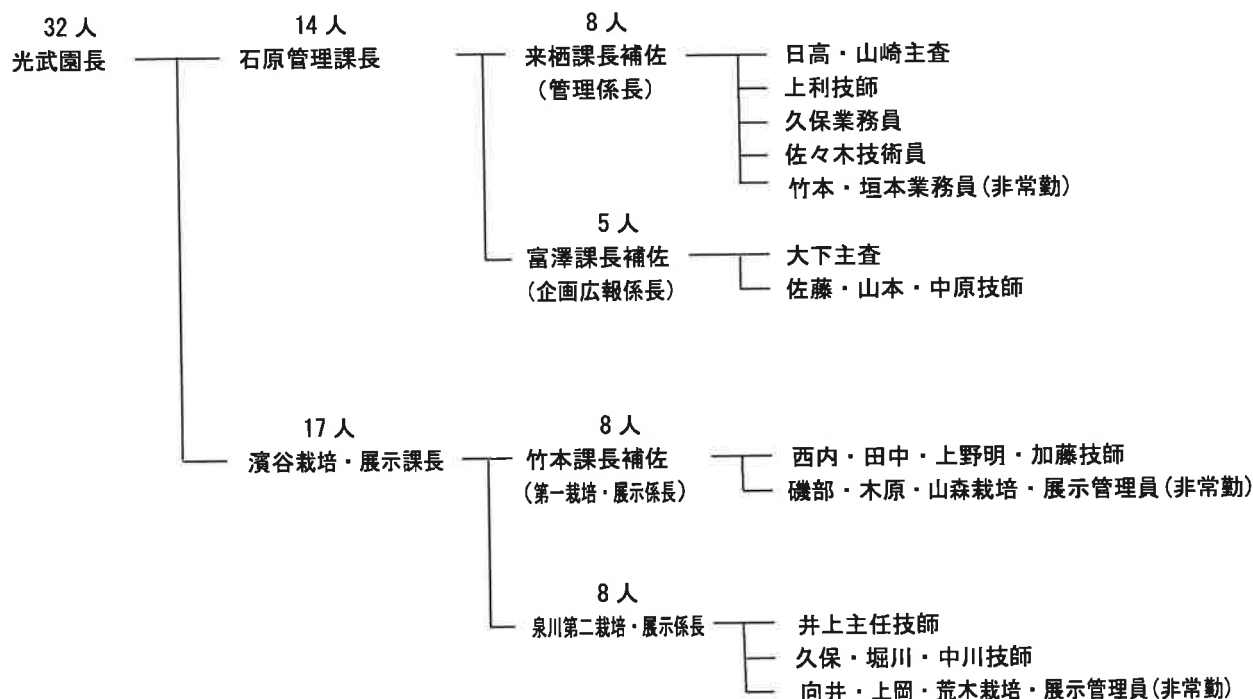 32人
光武園長
14人
石原管理課長
8人
来栖課長補佐
(管理係長)
日高・山崎主査
上利技師
久保業務員
佐々木技術員
竹本・垣本業務員(非常勤)
5人
富澤課長補佐
(企画広報係長)
大下主査
佐藤・山本・中原技師
17人
濱谷栽培・展示課長
8人
竹本課長補佐
(第一栽培・展示係長)
西内・田中・上野明・加藤技師
磯部・木原・山森栽培・展示管理員(非常勤)
8人
泉川第二栽培・展示係長
井上主任技師
久保・堀川・中川技師
向井・上岡・荒木栽培・展示管理員(非常勤)